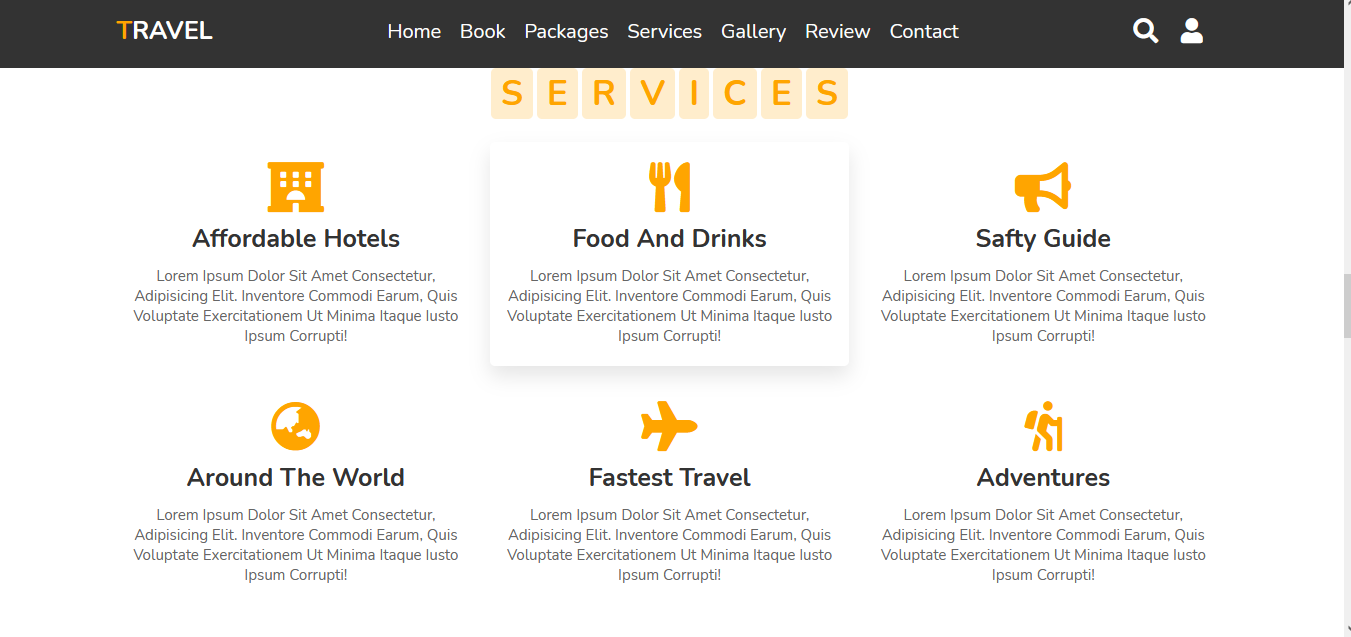 TRAVEL
Home Book Packages Services Gallery Review Contact
SERVICES
Affordable Hotels
Lorem Ipsum Dolor Sit Amet Consectetur,
Adipisicing Elit. Inventore Commodi Earum, Quis
Voluptate Exercitationem Ut Minima Itaque Iusto
Ipsum Corrupti!
Food And Drinks
Lorem Ipsum Dolor Sit Amet Consectetur,
Adipisicing Elit. Inventore Commodi Earum, Quis
Voluptate Exercitationem Ut Minima Itaque Iusto
Ipsum Corrupti!
Safty Guide
Lorem Ipsum Dolor Sit Amet Consectetur,
Adipisicing Elit. Inventore Commodi Earum, Quis
Voluptate Exercitationem Ut Minima Itaque Iusto
Ipsum Corrupti!
Around The World
Lorem Ipsum Dolor Sit Amet Consectetur,
Adipisicing Elit. Inventore Commodi Earum, Quis
Voluptate Exercitationem Ut Minima Itaque Iusto
Ipsum Corrupti!
Fastest Travel
Lorem Ipsum Dolor Sit Amet Consectetur,
Adipisicing Elit. Inventore Commodi Earum, Quis
Voluptate Exercitationem Ut Minima Itaque Iusto
Ipsum Corrupti!
Adventures
Lorem Ipsum Dolor Sit Amet Consectetur,
Adipisicing Elit. Inventore Commodi Earum, Quis
Voluptate Exercitationem Ut Minima Itaque Iusto
Ipsum Corrupti!